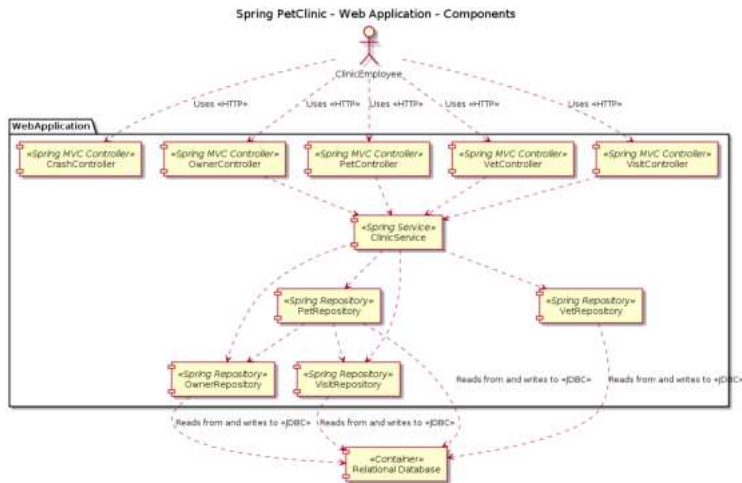 Spring PetClinic - Web Application - Components
ClinicEmployee
Uses «HTTP»
Uses «HTTP»
Uses «HTTP»
Uses «HTTP»
Uses «HTTP»
WebApplication
«Spring MVC Controller»
CrashController
«Spring MVC Controller»
OwnerController
«Spring MVC Controller»
PetController
«Spring MVC Controller»
VetController
«Spring MVC Controller»
VisitController
«Spring Service»
ClinicService
«Spring Repository»
PetRepository
«Spring Repository»
VetRepository
«Spring Repository»
OwnerRepository
«Spring Repository»
VisitRepository
Reads from and writes to «JDBC»
Reads from and writes to «JDBC»
Reads from and writes to «JDBC»
Reads from and writes to «JDBC»
«Container»
Relational Database